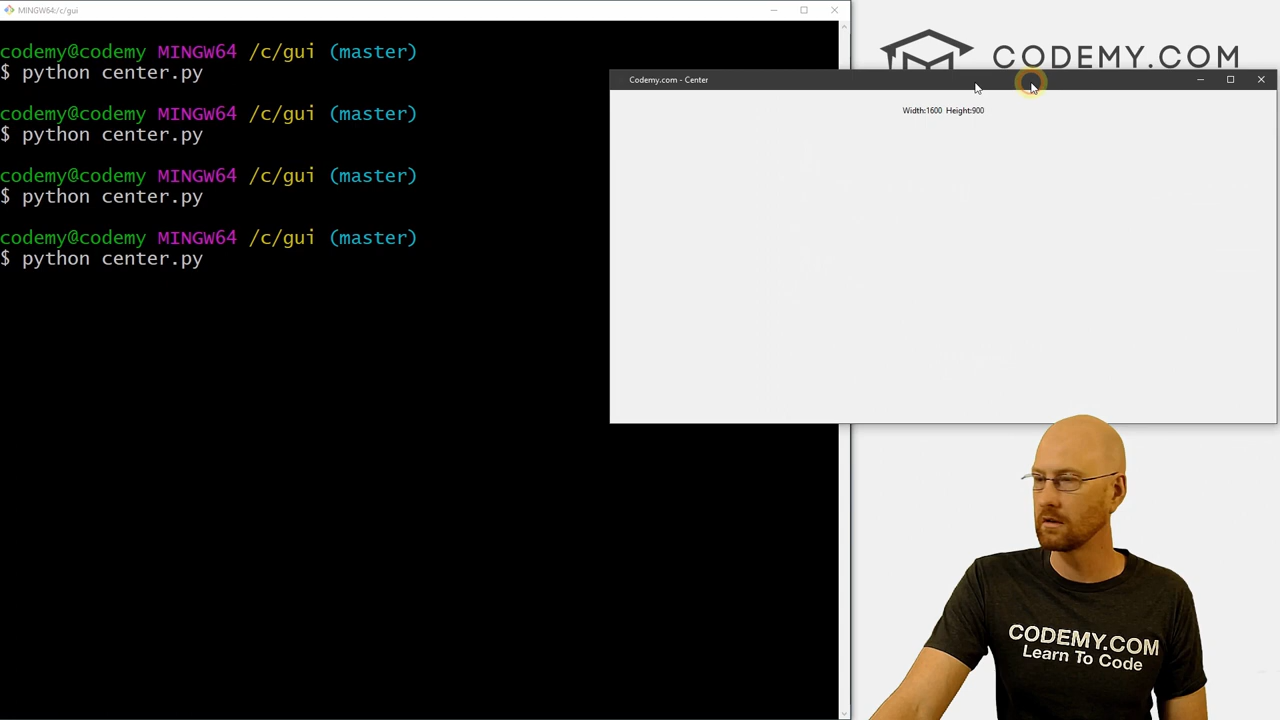 MINGW64:/c/gui
codemy@codemy MINGW64 /c/gui (master)
$ python center.py
codemy@codemy MINGW64 /c/gui (master)
$ python center.py
codemy@codemy MINGW64 /c/gui (master)
$ python center.py
codemy@codemy MINGW64 /c/gui (master)
$ python center.py
CODEMY.COM
Codemy.com - Center
Width:1600 Height:900
CODEMY.COM
Learn To Code